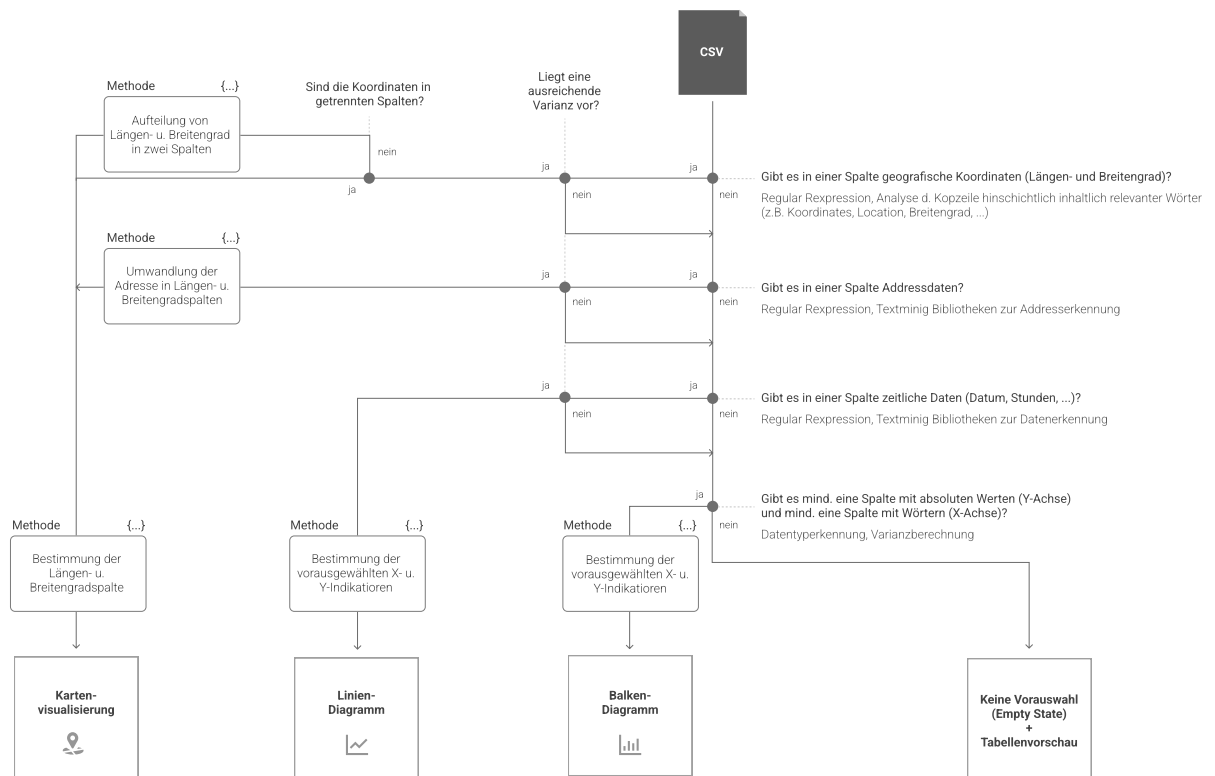 CSV
Methode {...}
Aufteilung von
Längen- u. Breitengrad
in zwei Spalten
Sind die Koordinaten in
getrennten Spalten?
Liegt eine
ausreichende
Varianz vor?
nein
ja
ja
nein
ja
nein
Gibt es in einer Spalte geografische Koordinaten (Längen- und Breitengrad)?
Regular Rexpression, Analyse d. Kopzeile hinschichtlich inhaltlich relevanter Wörter
(z.B. Koordinates, Location, Breitengrad, ...)
Methode {...}
Umwandlung der
Adresse in Längen- u.
Breitengradspalten
ja
nein
ja
nein
Gibt es in einer Spalte Addressdaten?
Regular Rexpression, Textminig Bibliotheken zur Addresserkennung
ja
nein
ja
nein
Gibt es in einer Spalte zeitliche Daten (Datum, Stunden, ...)?
Regular Rexpression, Textminig Bibliotheken zur Datenerkennung
ja
nein
Gibt es mind. eine Spalte mit absoluten Werten (Y-Achse)
und mind. eine Spalte mit Wörtern (X-Achse)?
Datentyperkennung, Varianzberechnung
Methode {...}
Bestimmung der
Längen- u.
Breitengradspalte
Methode {...}
Bestimmung der
vorausgewählten X- u.
Y-Indikatioren
Methode {...}
Bestimmung der
vorausgewählten X- u.
Y-Indikatioren
Karten-
visualisierung
Linien-
Diagramm
Balken-
Diagramm
Keine Vorauswahl
(Empty State)
+
Tabellenvorschau